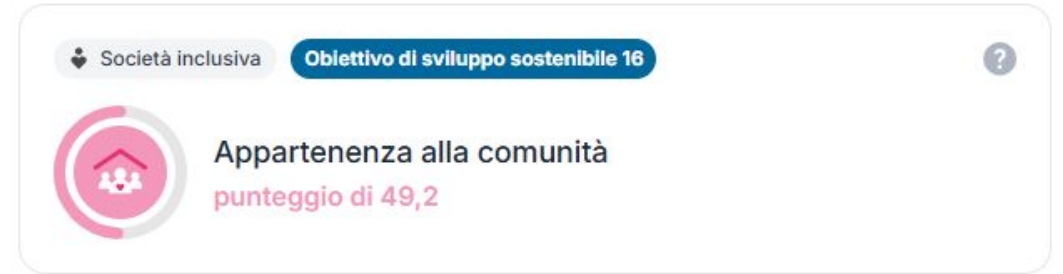 Società inclusiva
Obiettivo di sviluppo sostenibile 16
?
Appartenenza alla comunità
punteggio di 49,2